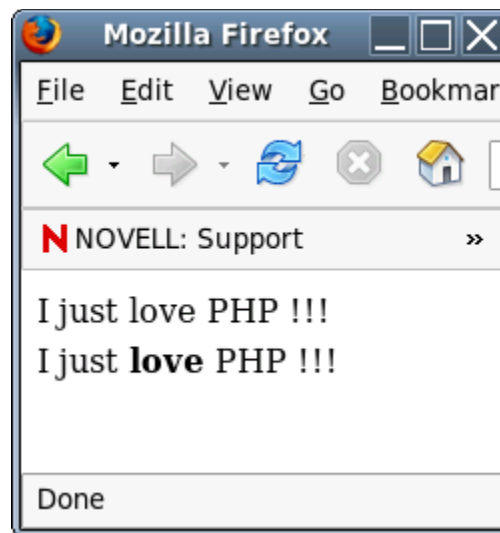 Mozilla Firefox
File Edit View Go Bookmar
NOVELL: Support »
I just love PHP !!!
I just love PHP !!!
Done